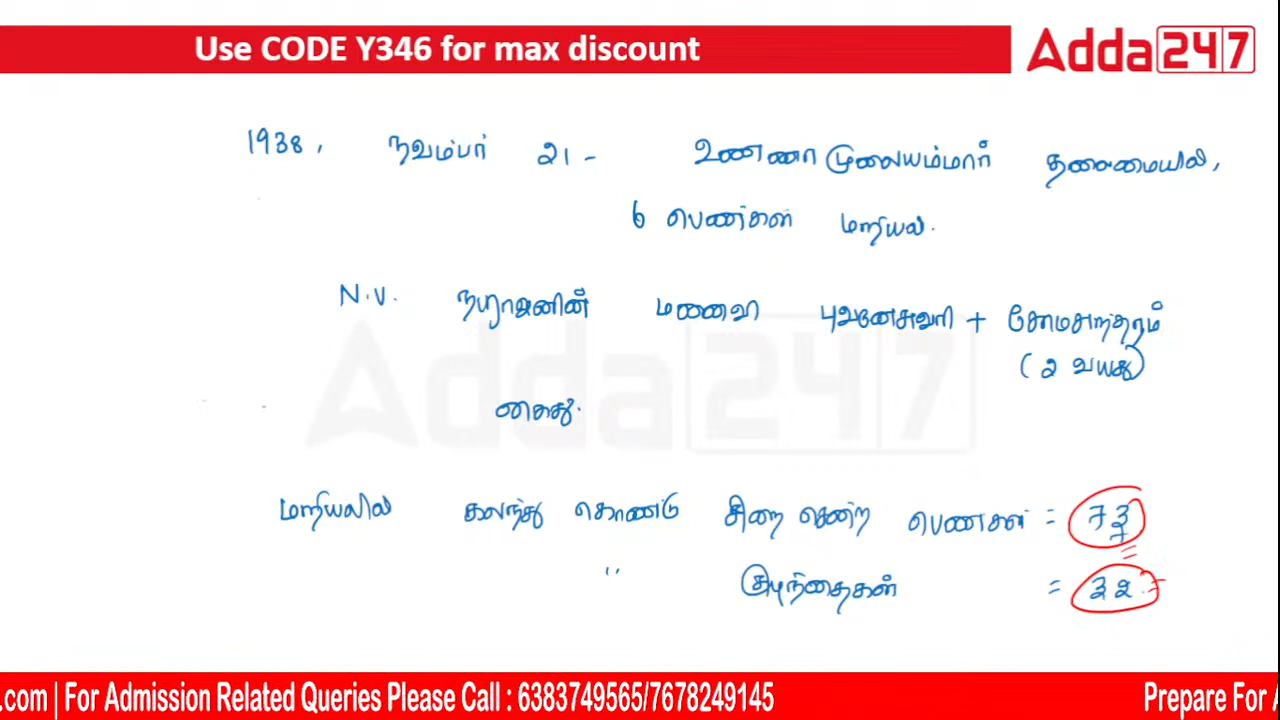 Use CODE Y346 for max discount
Adda247
1938, நவம்பர் 21 - உண்ணாமுலையம்மார் தலைமையில்,
6 பெண்கள் மறியல்.
N.V. நடராஜனின் மனைவி புவனேசுவரி + சோமசுந்தரம்
(2 வயது)
கைது.
Adda247
மறியலில் கலந்து கொண்டு சிறை சென்ற பெண்கள் = 73
" குழந்தைகள் = 32
.com | For Admission Related Queries Please Call : 6383749565/7678249145 Prepare For